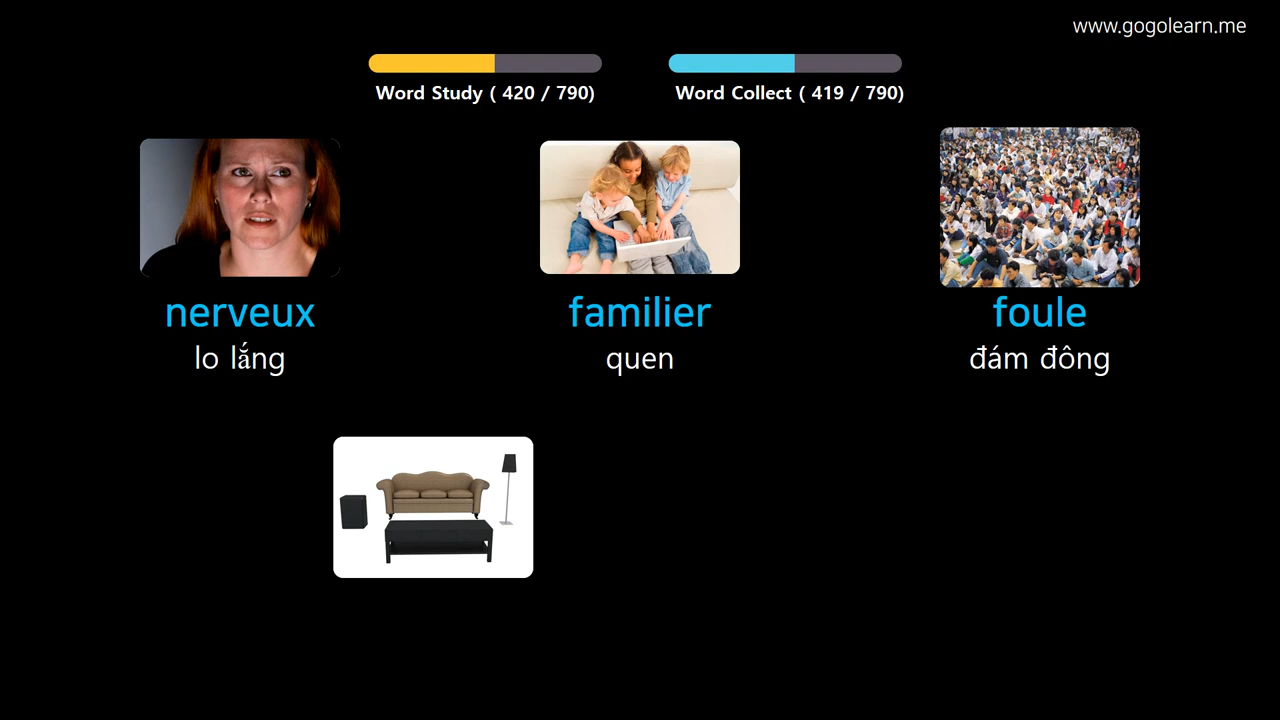 www.gogolearn.me
Word Study ( 420 / 790)
Word Collect ( 419 / 790)
nerveux
lo lắng
familier
quen
foule
đám đông